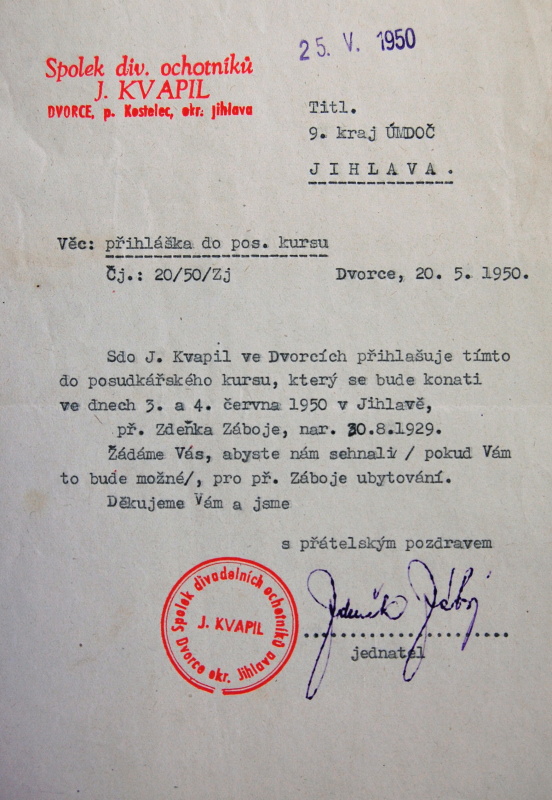 25. V. 1950
Spolek div. ochotníků
J. KVAPIL
DVORCE, p. Kostelec, okr. Jihlava
Titl.
9. kraj ÚMDOČ
JIHLAVA.
Věc: přihláška do pos. kursu
Čj.: 20/50/Zj Dvorce, 20. 5. 1950.
Sdo J. Kvapil ve Dvorcích přihlašuje tímto
do posudkářského kursu, který se bude konati
ve dnech 3. a 4. června 1950 v Jihlavě,
př. Zdeňka Záboje, nar. 30.8.1929.
Žádáme Vás, abyste nám sehnali / pokud Vám
to bude možné/, pro př. Záboje ubytování.
Děkujeme Vám a jsme
s přátelským pozdravem
Zdeněk Záboj
jednatel
Spolek divadelních ochotníků
J. KVAPIL
Dvorce okr. Jihlava